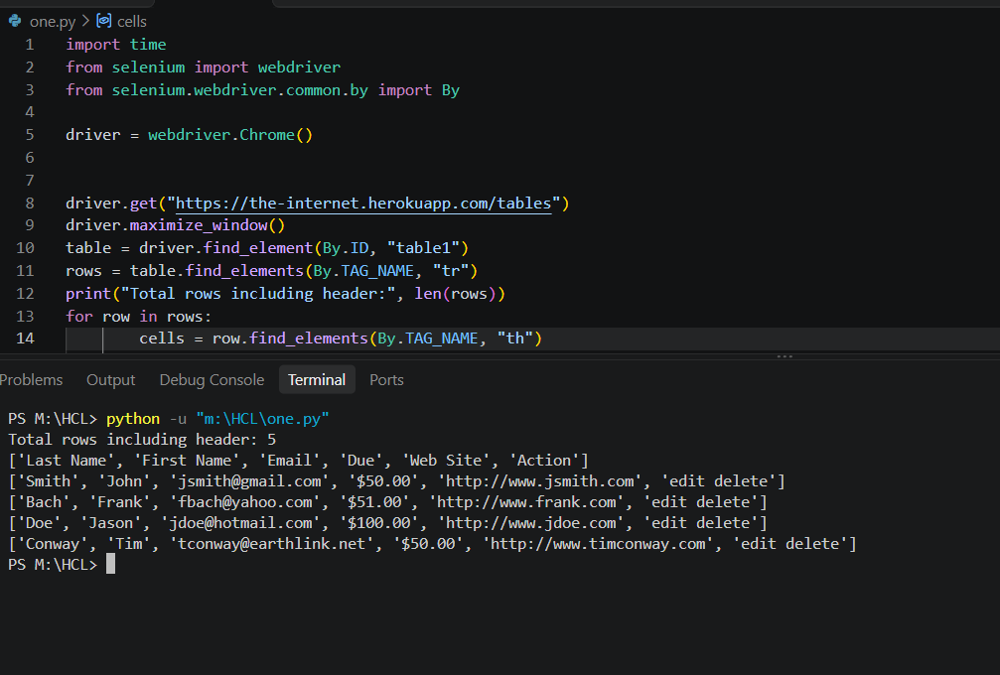 one.py > cells
1 import time
2 from selenium import webdriver
3 from selenium.webdriver.common.by import By
4
5 driver = webdriver.Chrome()
6
7
8 driver.get("https://the-internet.herokuapp.com/tables")
9 driver.maximize_window()
10 table = driver.find_element(By.ID, "table1")
11 rows = table.find_elements(By.TAG_NAME, "tr")
12 print("Total rows including header:", len(rows))
13 for row in rows:
14 cells = row.find_elements(By.TAG_NAME, "th")
Problems Output Debug Console Terminal Ports
PS M:\HCL> python -u "m:\HCL\one.py"
Total rows including header: 5
['Last Name', 'First Name', 'Email', 'Due', 'Web Site', 'Action']
['Smith', 'John', 'jsmith@gmail.com', '$50.00', 'http://www.jsmith.com', 'edit delete']
['Bach', 'Frank', 'fbach@yahoo.com', '$51.00', 'http://www.frank.com', 'edit delete']
['Doe', 'Jason', 'jdoe@hotmail.com', '$100.00', 'http://www.jdoe.com', 'edit delete']
['Conway', 'Tim', 'tconway@earthlink.net', '$50.00', 'http://www.timconway.com', 'edit delete']
PS M:\HCL>